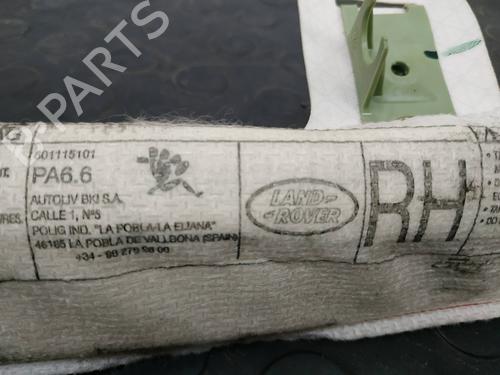 601115101
PA6.6
AUTOLIV BKI S.A.
CALLE 1, Nº5
POLIG IND. "LA POBLA-LA ELIANA"
46185 LA POBLA DE VALLBONA (SPAIN)
LAND-
ROVER
RH
B-PARTS